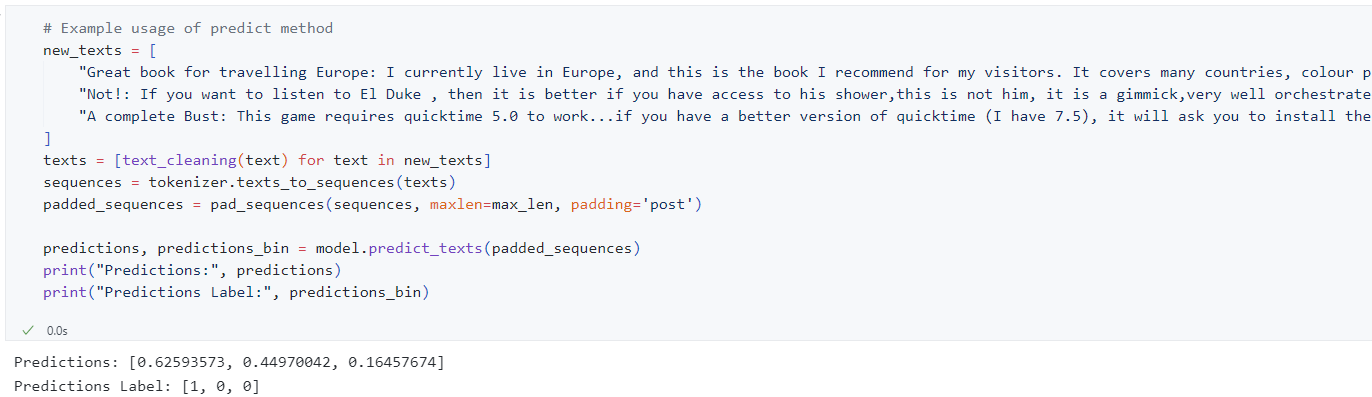 # Example usage of predict method
new_texts = [
"Great book for travelling Europe: I currently live in Europe, and this is the book I recommend for my visitors. It covers many countries, colour p
"Not!: If you want to listen to El Duke , then it is better if you have access to his shower,this is not him, it is a gimmick,very well orchestrate
"A complete Bust: This game requires quicktime 5.0 to work...if you have a better version of quicktime (I have 7.5), it will ask you to install the
]
texts = [text_cleaning(text) for text in new_texts]
sequences = tokenizer.texts_to_sequences(texts)
padded_sequences = pad_sequences(sequences, maxlen=max_len, padding='post')
predictions, predictions_bin = model.predict_texts(padded_sequences)
print("Predictions:", predictions)
print("Predictions Label:", predictions_bin)
0.0s
Predictions: [0.62593573, 0.44970042, 0.16457674]
Predictions Label: [1, 0, 0]